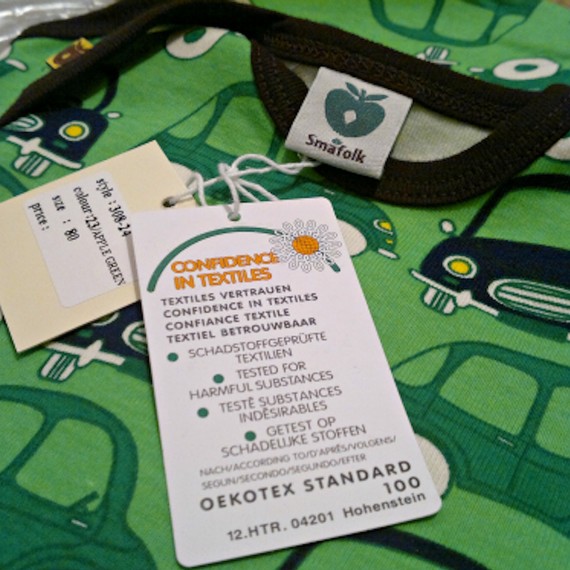 Småfolk
style : 308-2
colour:23/APPLE GREEN
size : 80
price :
CONFIDENCE
IN TEXTILES
TEXTILES VERTRAUEN
CONFIDENCE IN TEXTILES
CONFIANCE TEXTILE
TEXTIEL BETROUWBAAR
SCHADSTOFFGEPRÜFTE
TEXTILIEN
TESTED FOR
HARMFUL SUBSTANCES
TESTÉ SUBSTANCES
INDÉSIRABLES
GETEST OP
SCHADELIJKE STOFFEN
NACH/ACCORDING TO/D'APRÈS/VOLGENS/
SEGUN/SECONDO/SEGUNDO/EFTER
OEKOTEX STANDARD
100
12.HTR. 04201 Hohenstein